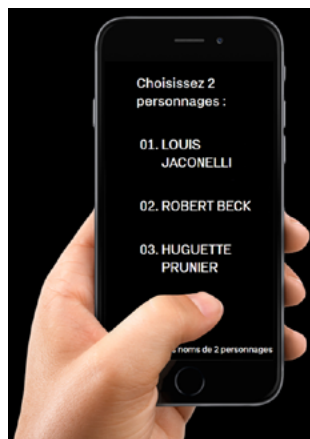 Choisissez 2
personnages :
01. LOUIS
JACONELLI
02. ROBERT BECK
03. HUGUETTE
PRUNIER
noms de 2 personnages